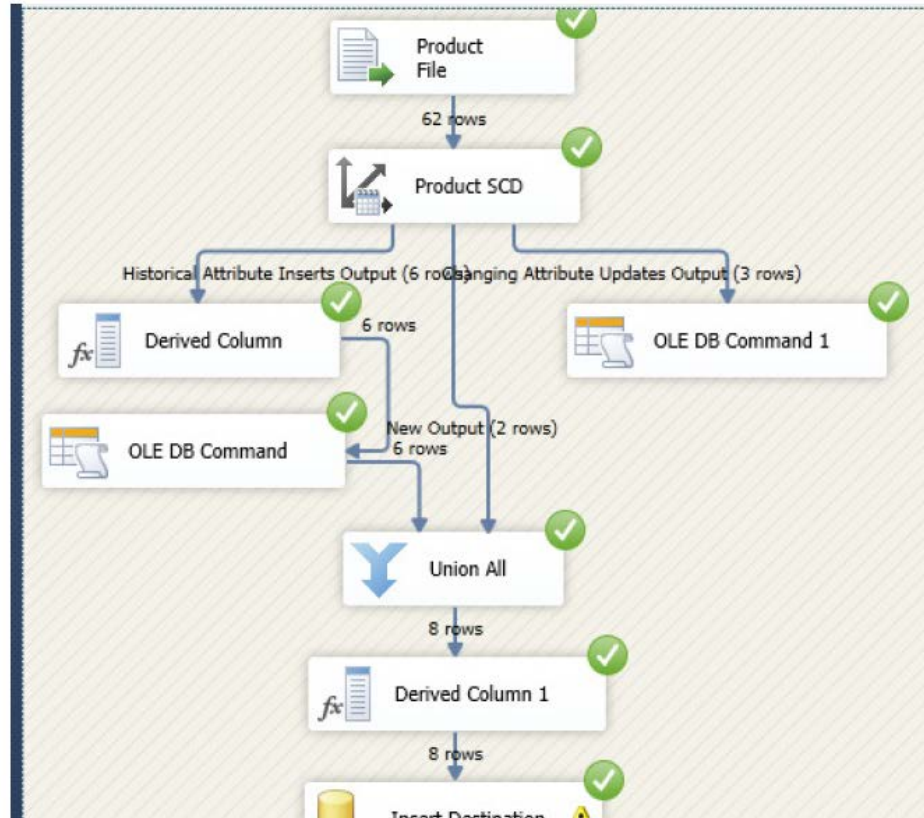 Product
File
62 rows
Product SCD
Historical Attribute Inserts Output (6 rows)
Changing Attribute Updates Output (3 rows)
Derived Column
6 rows
OLE DB Command 1
OLE DB Command
New Output (2 rows)
6 rows
Union All
8 rows
Derived Column 1
8 rows
Insert Destination